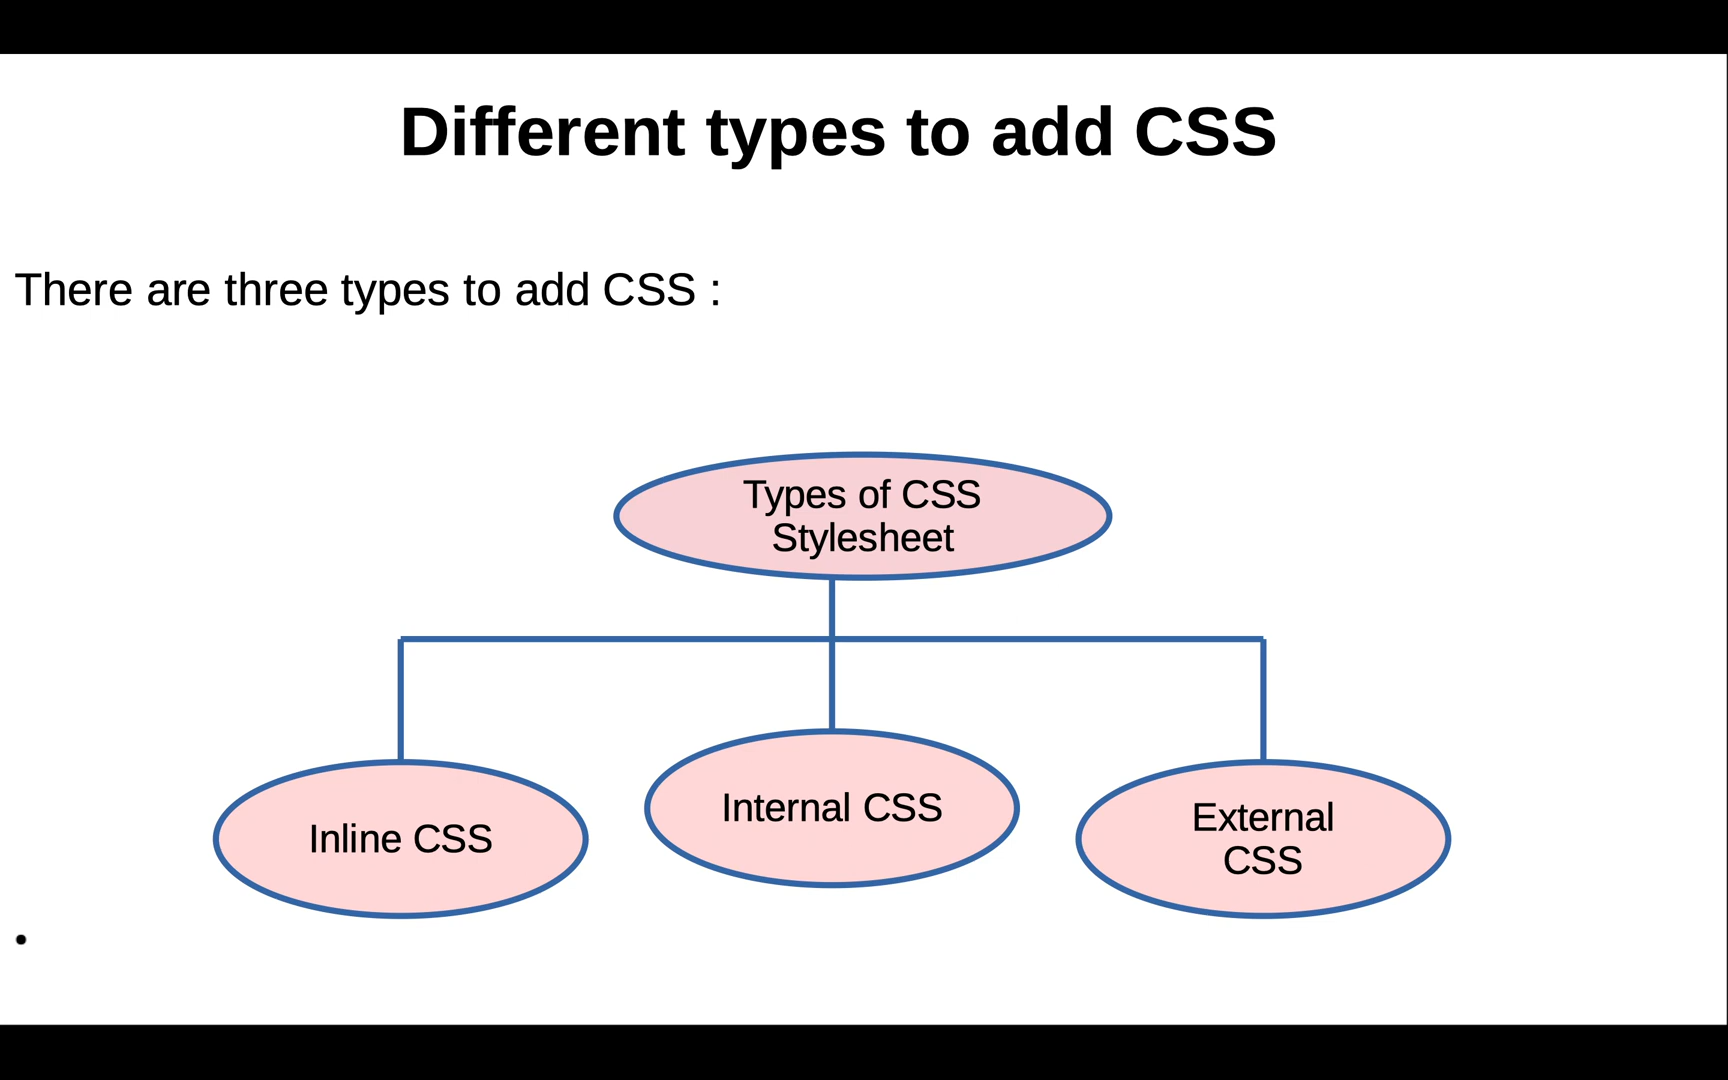 Different types to add CSS
There are three types to add CSS :
Types of CSS
Stylesheet
Inline CSS
Internal CSS
External
CSS